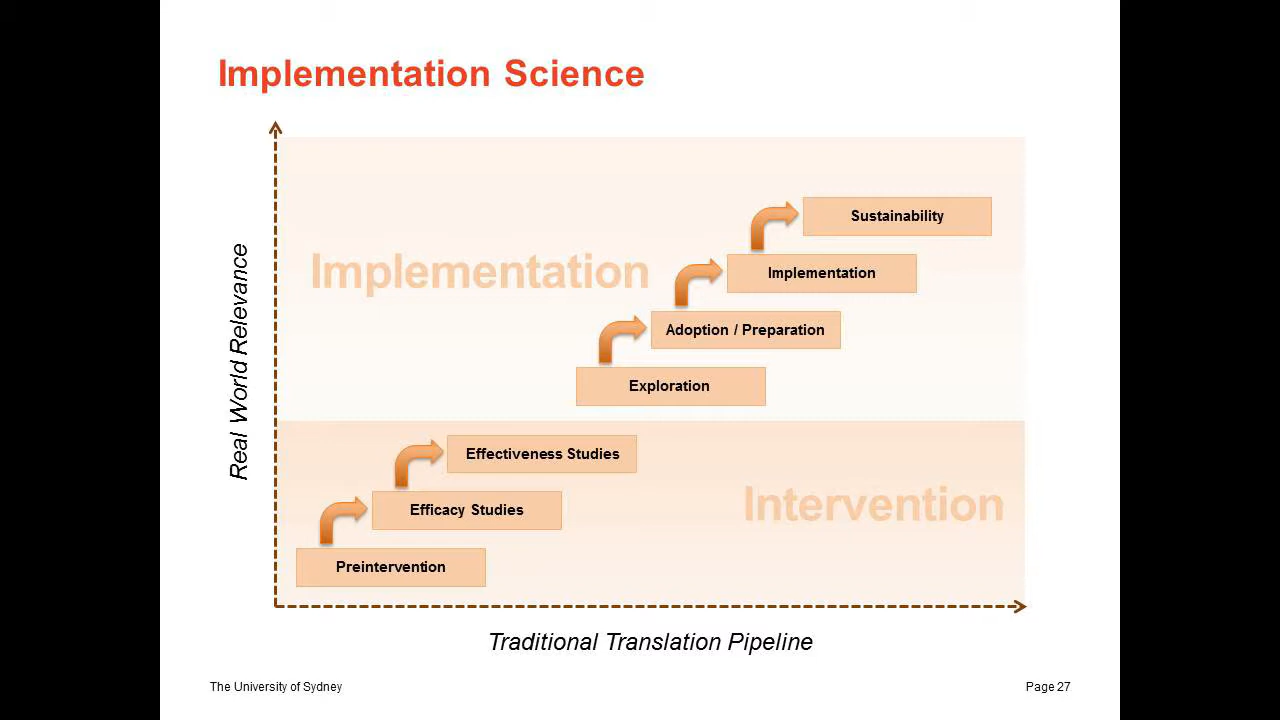 Implementation Science
Real World Relevance
Implementation
Sustainability
Implementation
Adoption / Preparation
Exploration
Effectiveness Studies
Efficacy Studies
Intervention
Preintervention
Traditional Translation Pipeline
The University of Sydney
Page 27